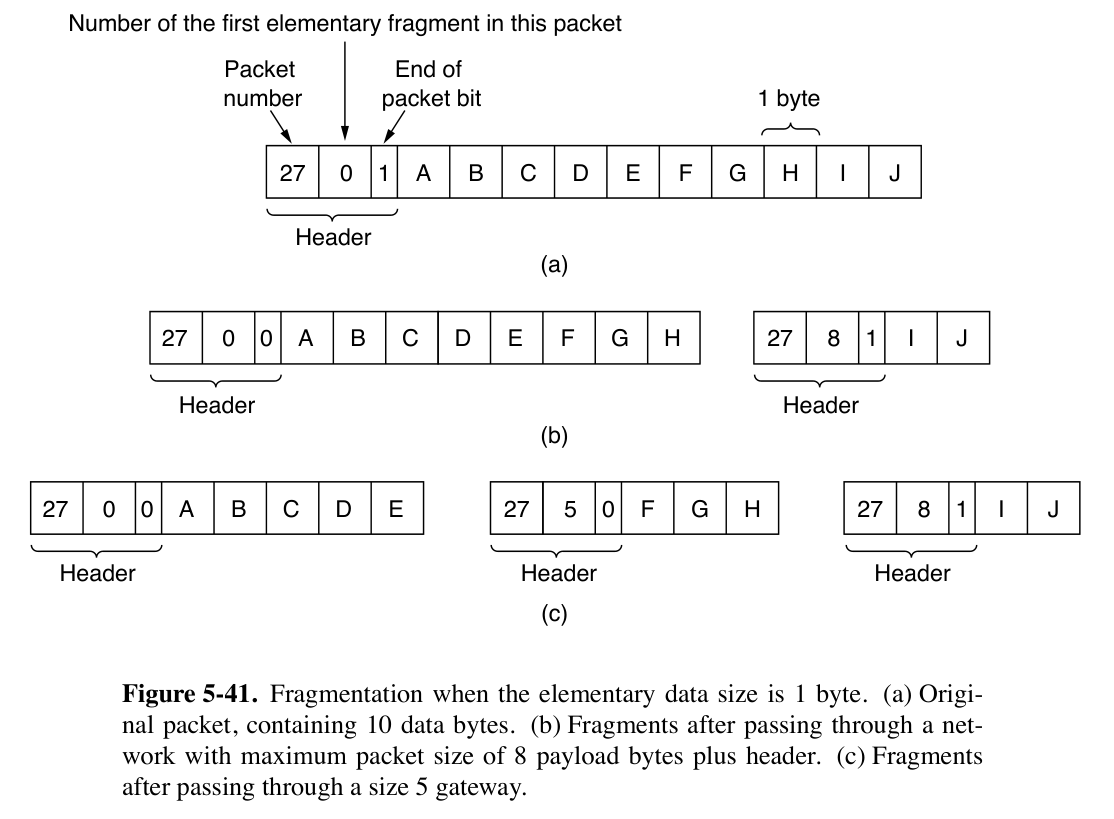 Number of the first elementary fragment in this packet
Packet number
End of packet bit
1 byte
27 0 1 A B C D E F G H I J
Header
(a)
27 0 0 A B C D E F G H
27 8 1 I J
Header
Header
(b)
27 0 0 A B C D E
27 5 0 F G H
27 8 1 I J
Header
Header
Header
(c)
Figure 5-41. Fragmentation when the elementary data size is 1 byte. (a) Origi-
nal packet, containing 10 data bytes. (b) Fragments after passing through a net-
work with maximum packet size of 8 payload bytes plus header. (c) Fragments
after passing through a size 5 gateway.